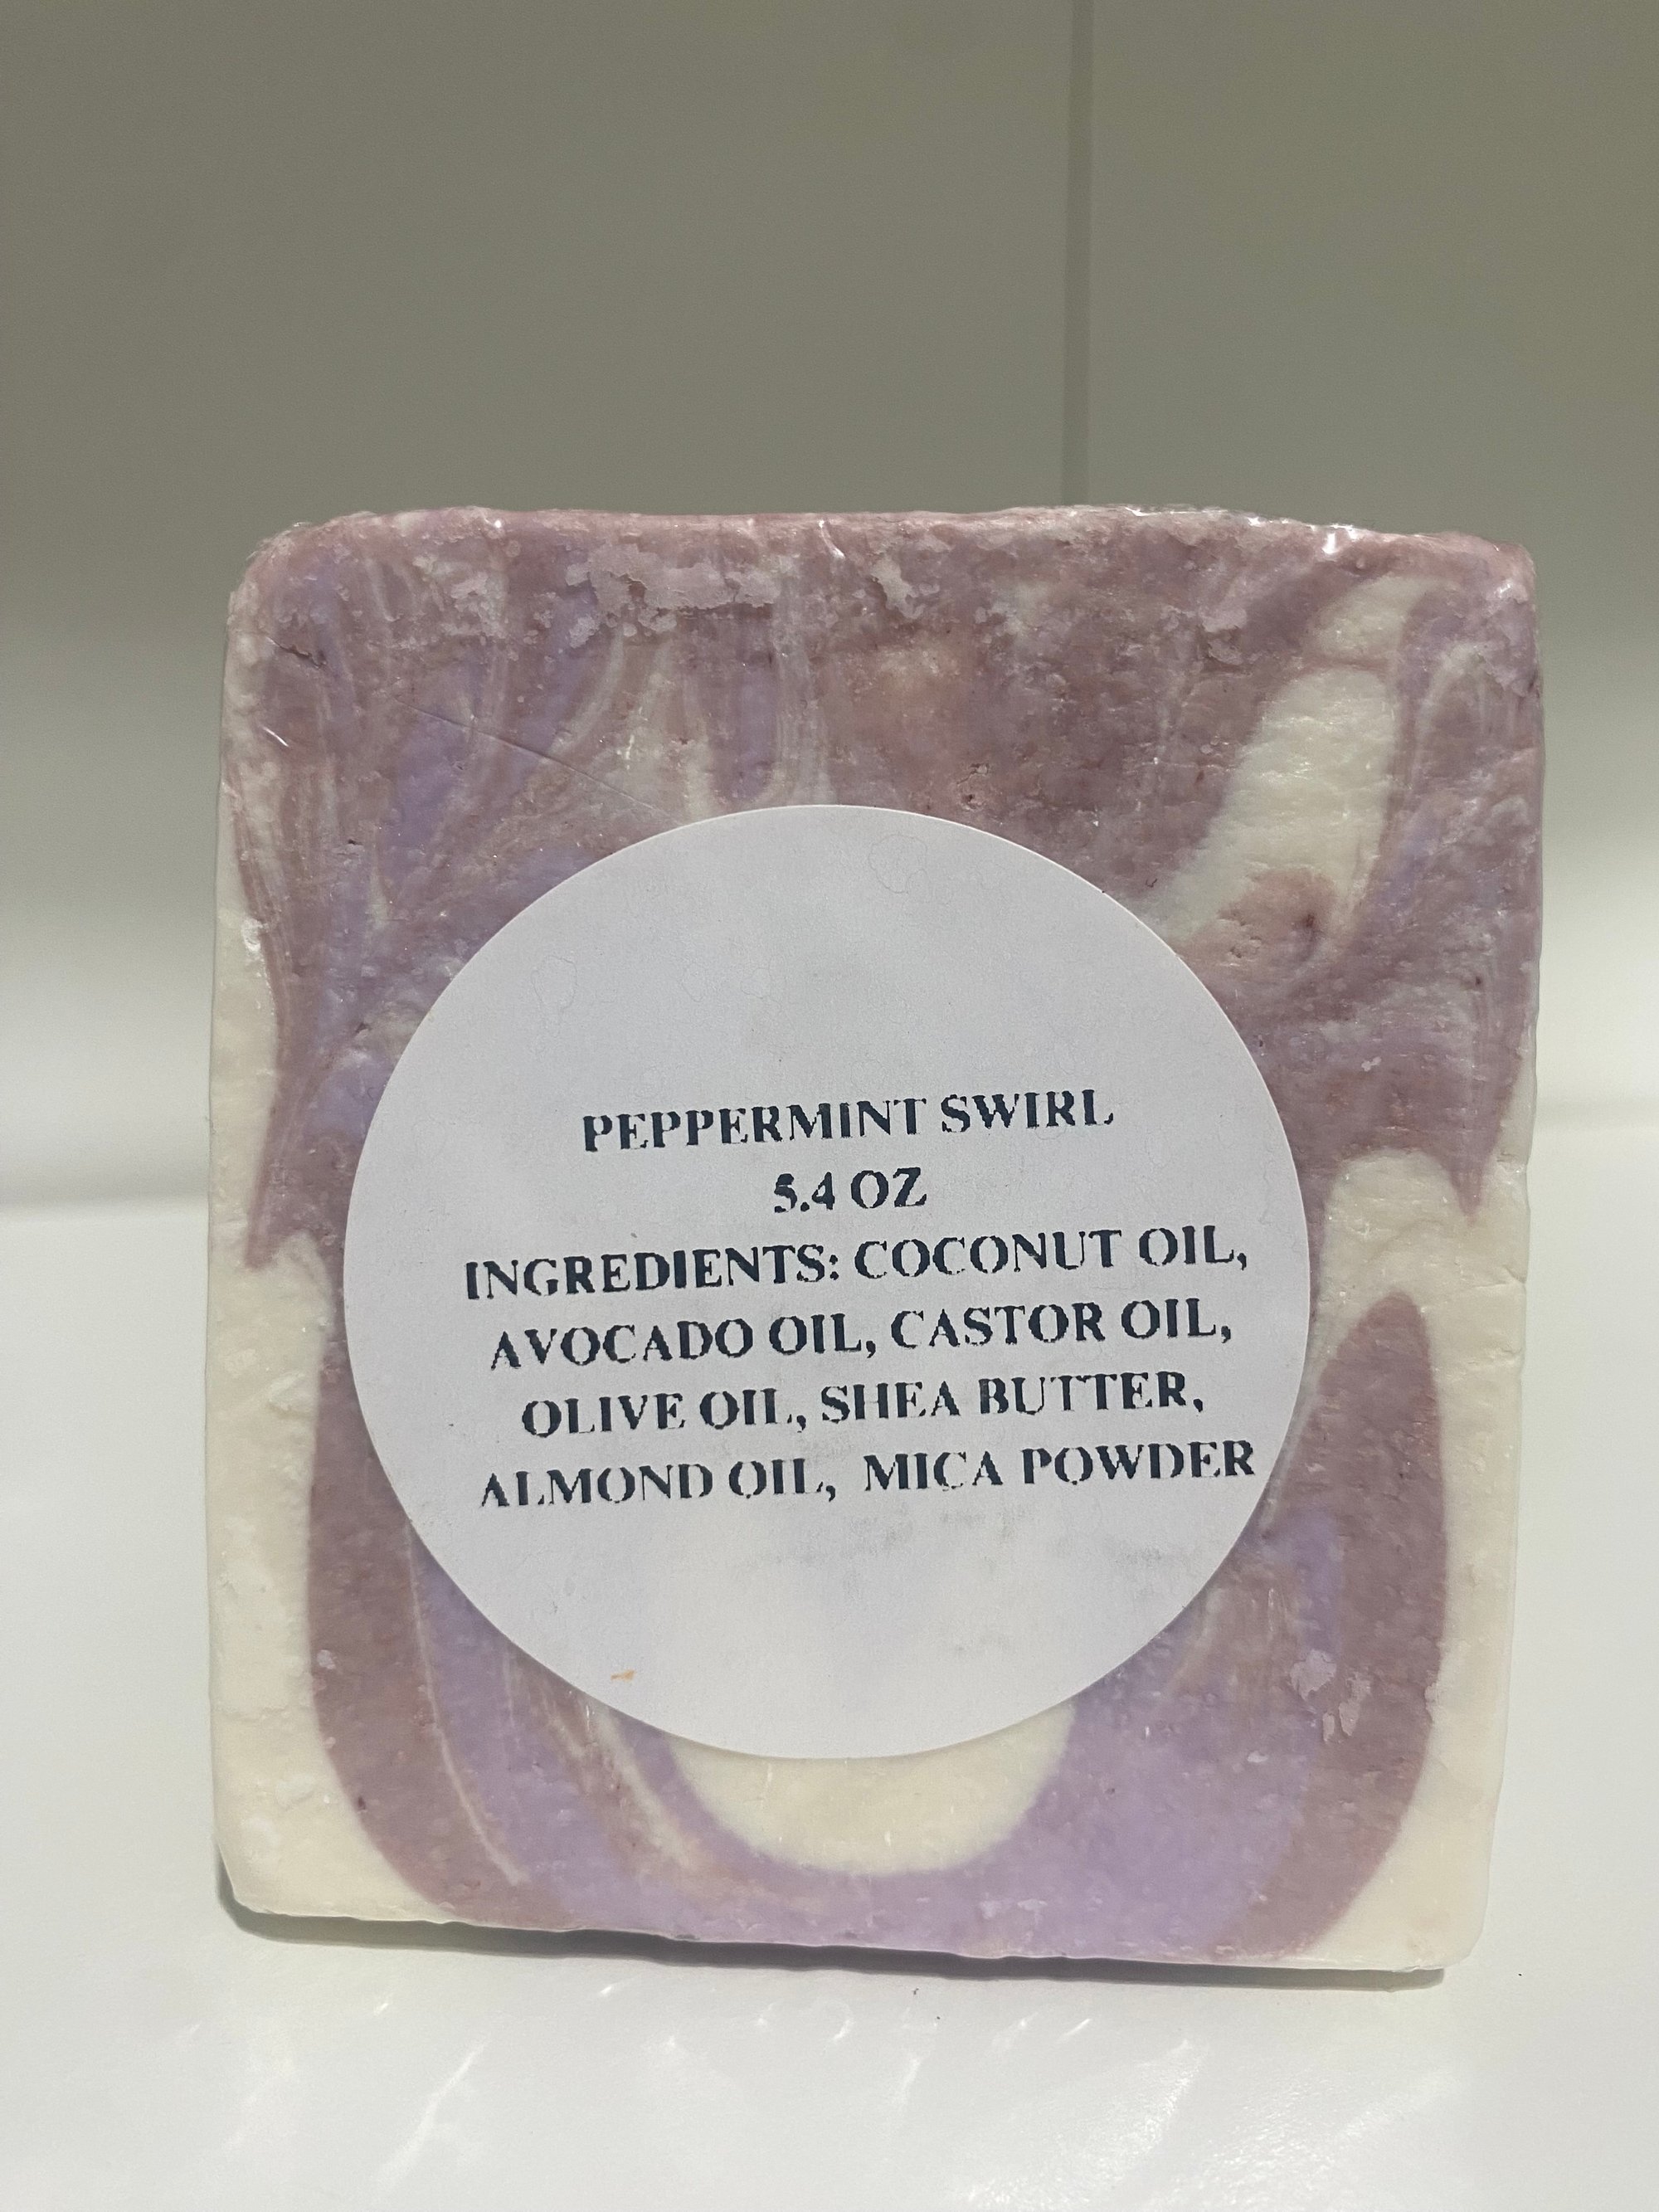 PEPPERMINT SWIRL
5.4 OZ
INGREDIENTS: COCONUT OIL,
AVOCADO OIL, CASTOR OIL,
OLIVE OIL, SHEA BUTTER,
ALMOND OIL, MICA POWDER